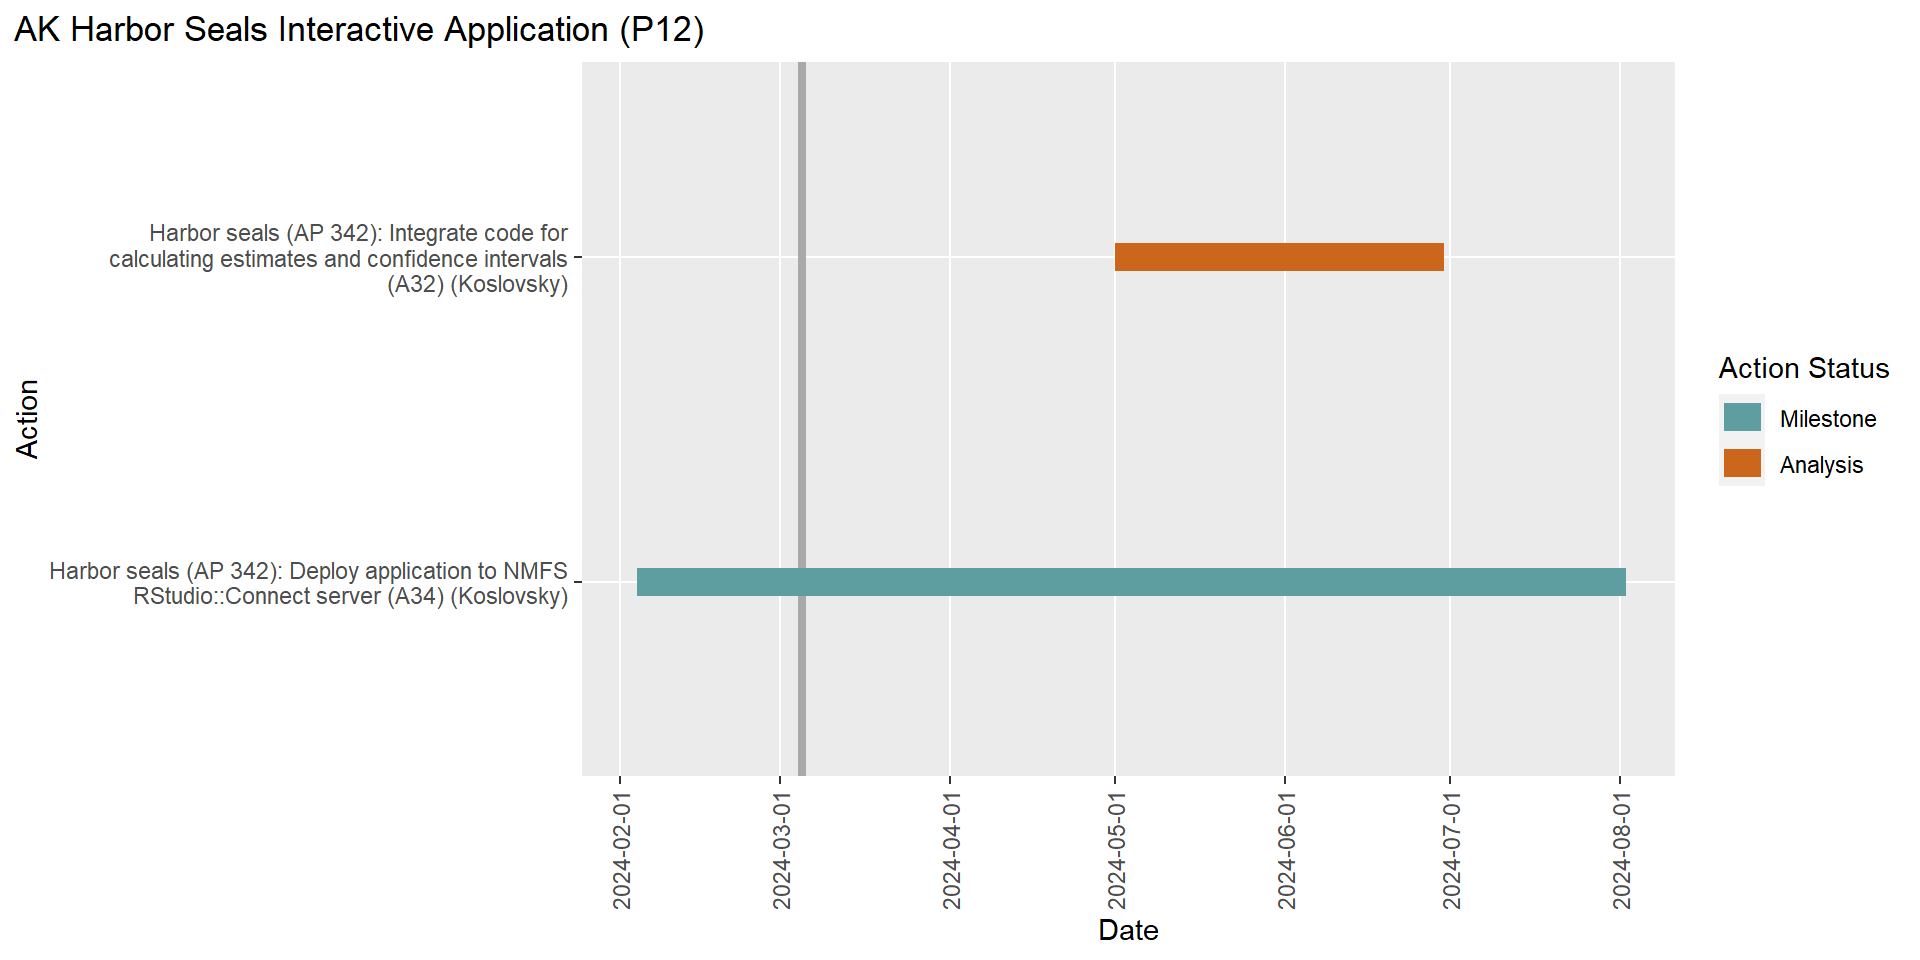 AK Harbor Seals Interactive Application (P12)
Harbor seals (AP 342): Integrate code for
calculating estimates and confidence intervals
(A32) (Koslovsky)
Action
Harbor seals (AP 342): Deploy application to NMFS
RStudio::Connect server (A34) (Koslovsky)
2024-02-01
2024-03-01
2024-04-01
2024-05-01
2024-06-01
2024-07-01
2024-08-01
Date
Action Status
Milestone
Analysis